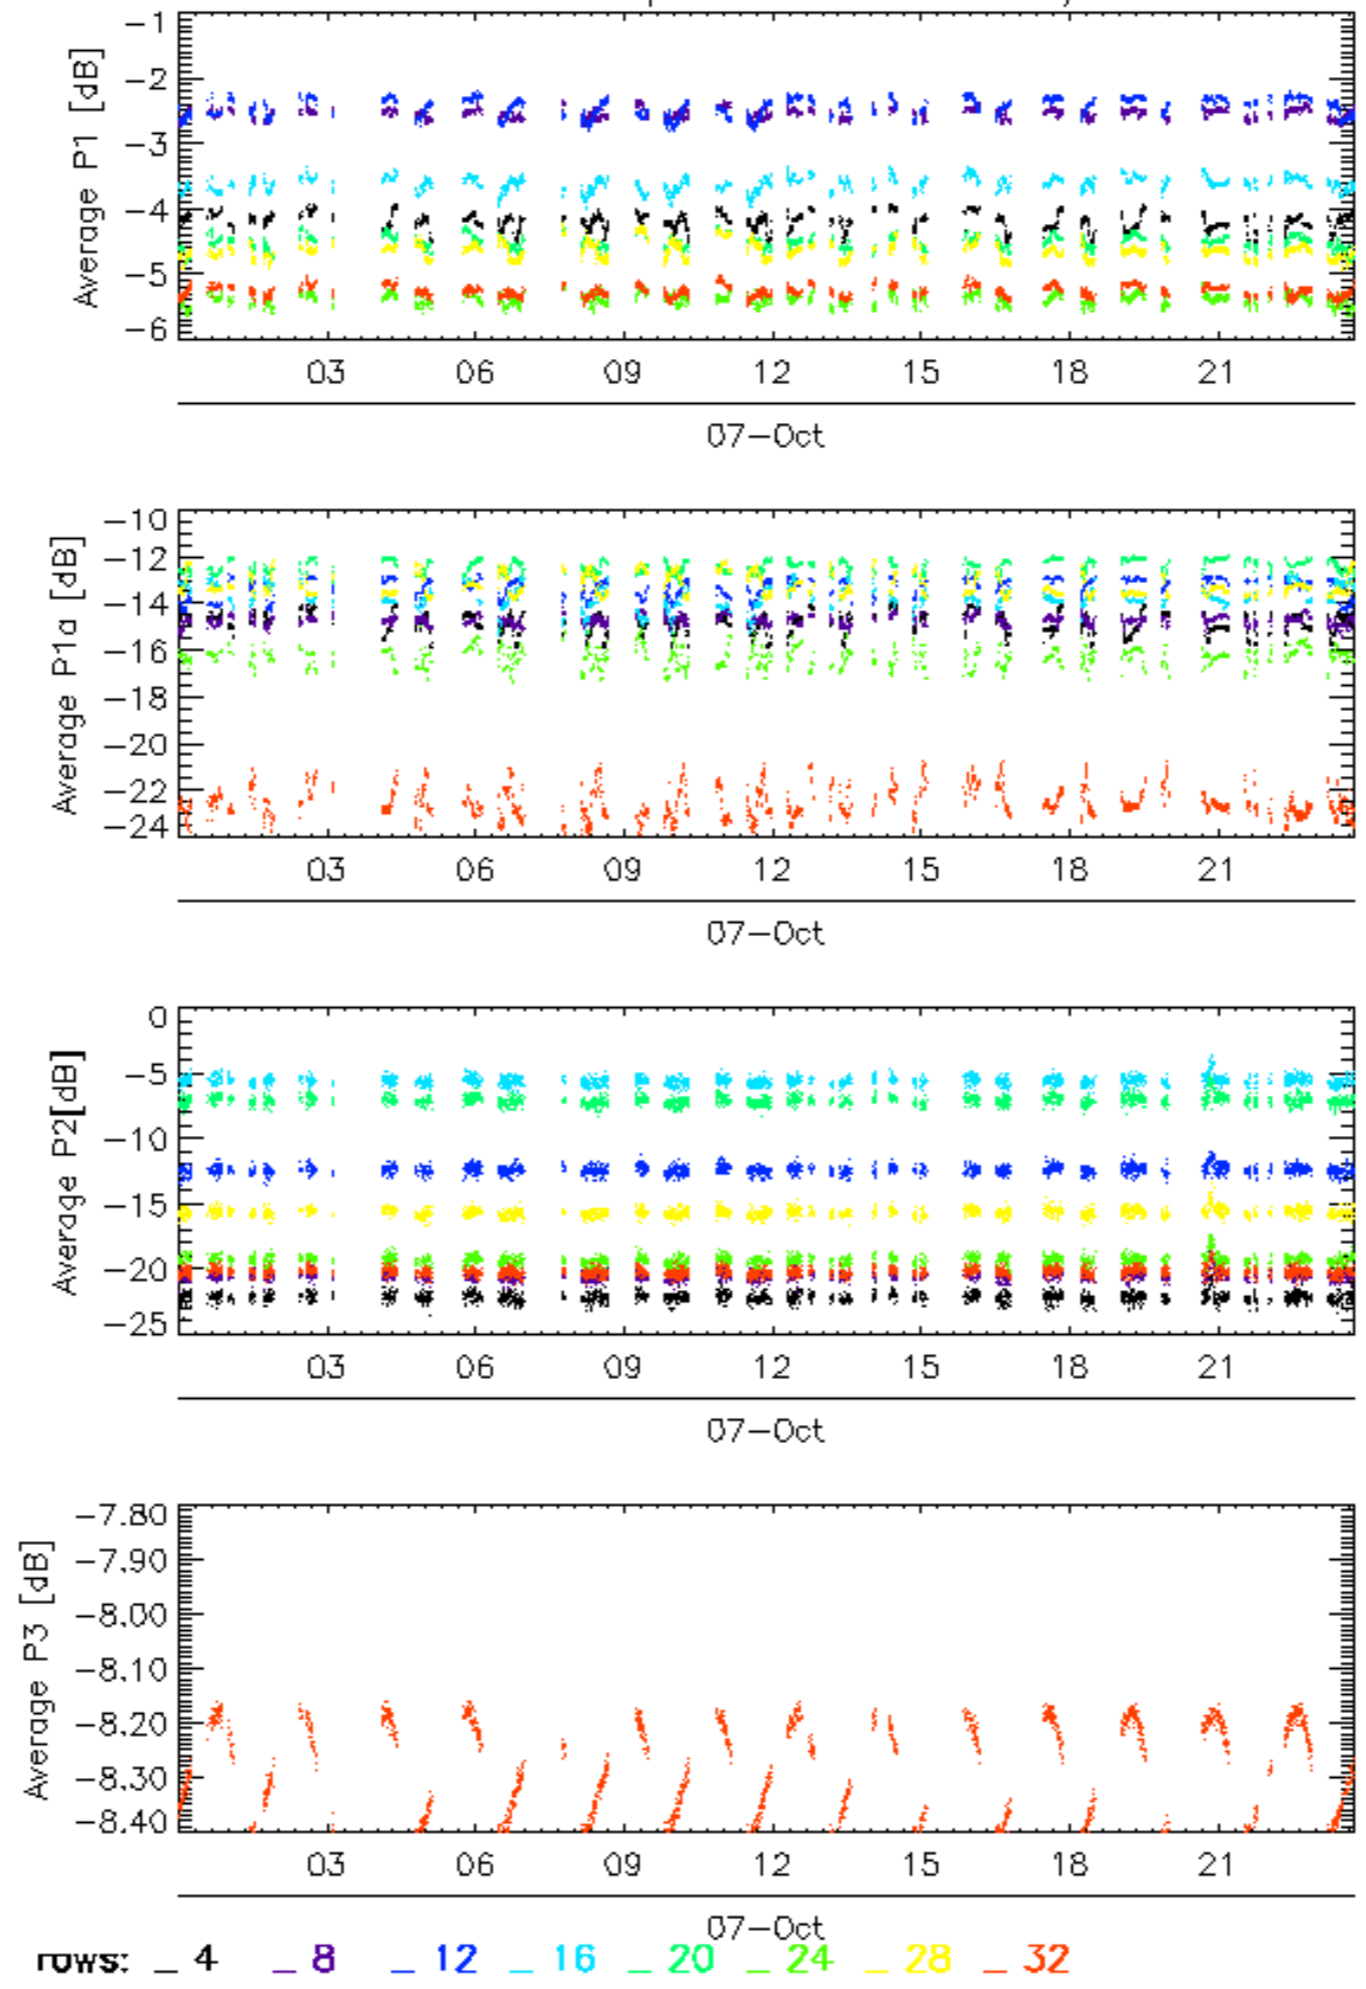 Average P1 [dB]
-1
-2
-3
-4
-5
-6
03 06 09 12 15 18 21
07-Oct
Average P1a [dB]
-10
-12
-14
-16
-18
-20
-22
-24
03 06 09 12 15 18 21
07-Oct
Average P2[dB]
0
-5
-10
-15
-20
-25
03 06 09 12 15 18 21
07-Oct
Average P3 [dB]
-7.80
-7.90
-8.00
-8.10
-8.20
-8.30
-8.40
03 06 09 12 15 18 21
07-Oct
rows: _ 4 _ 8 _ 12 _ 16 _ 20 _ 24 _ 28 _ 32